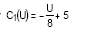 C₁(U) = -U/8 + 5